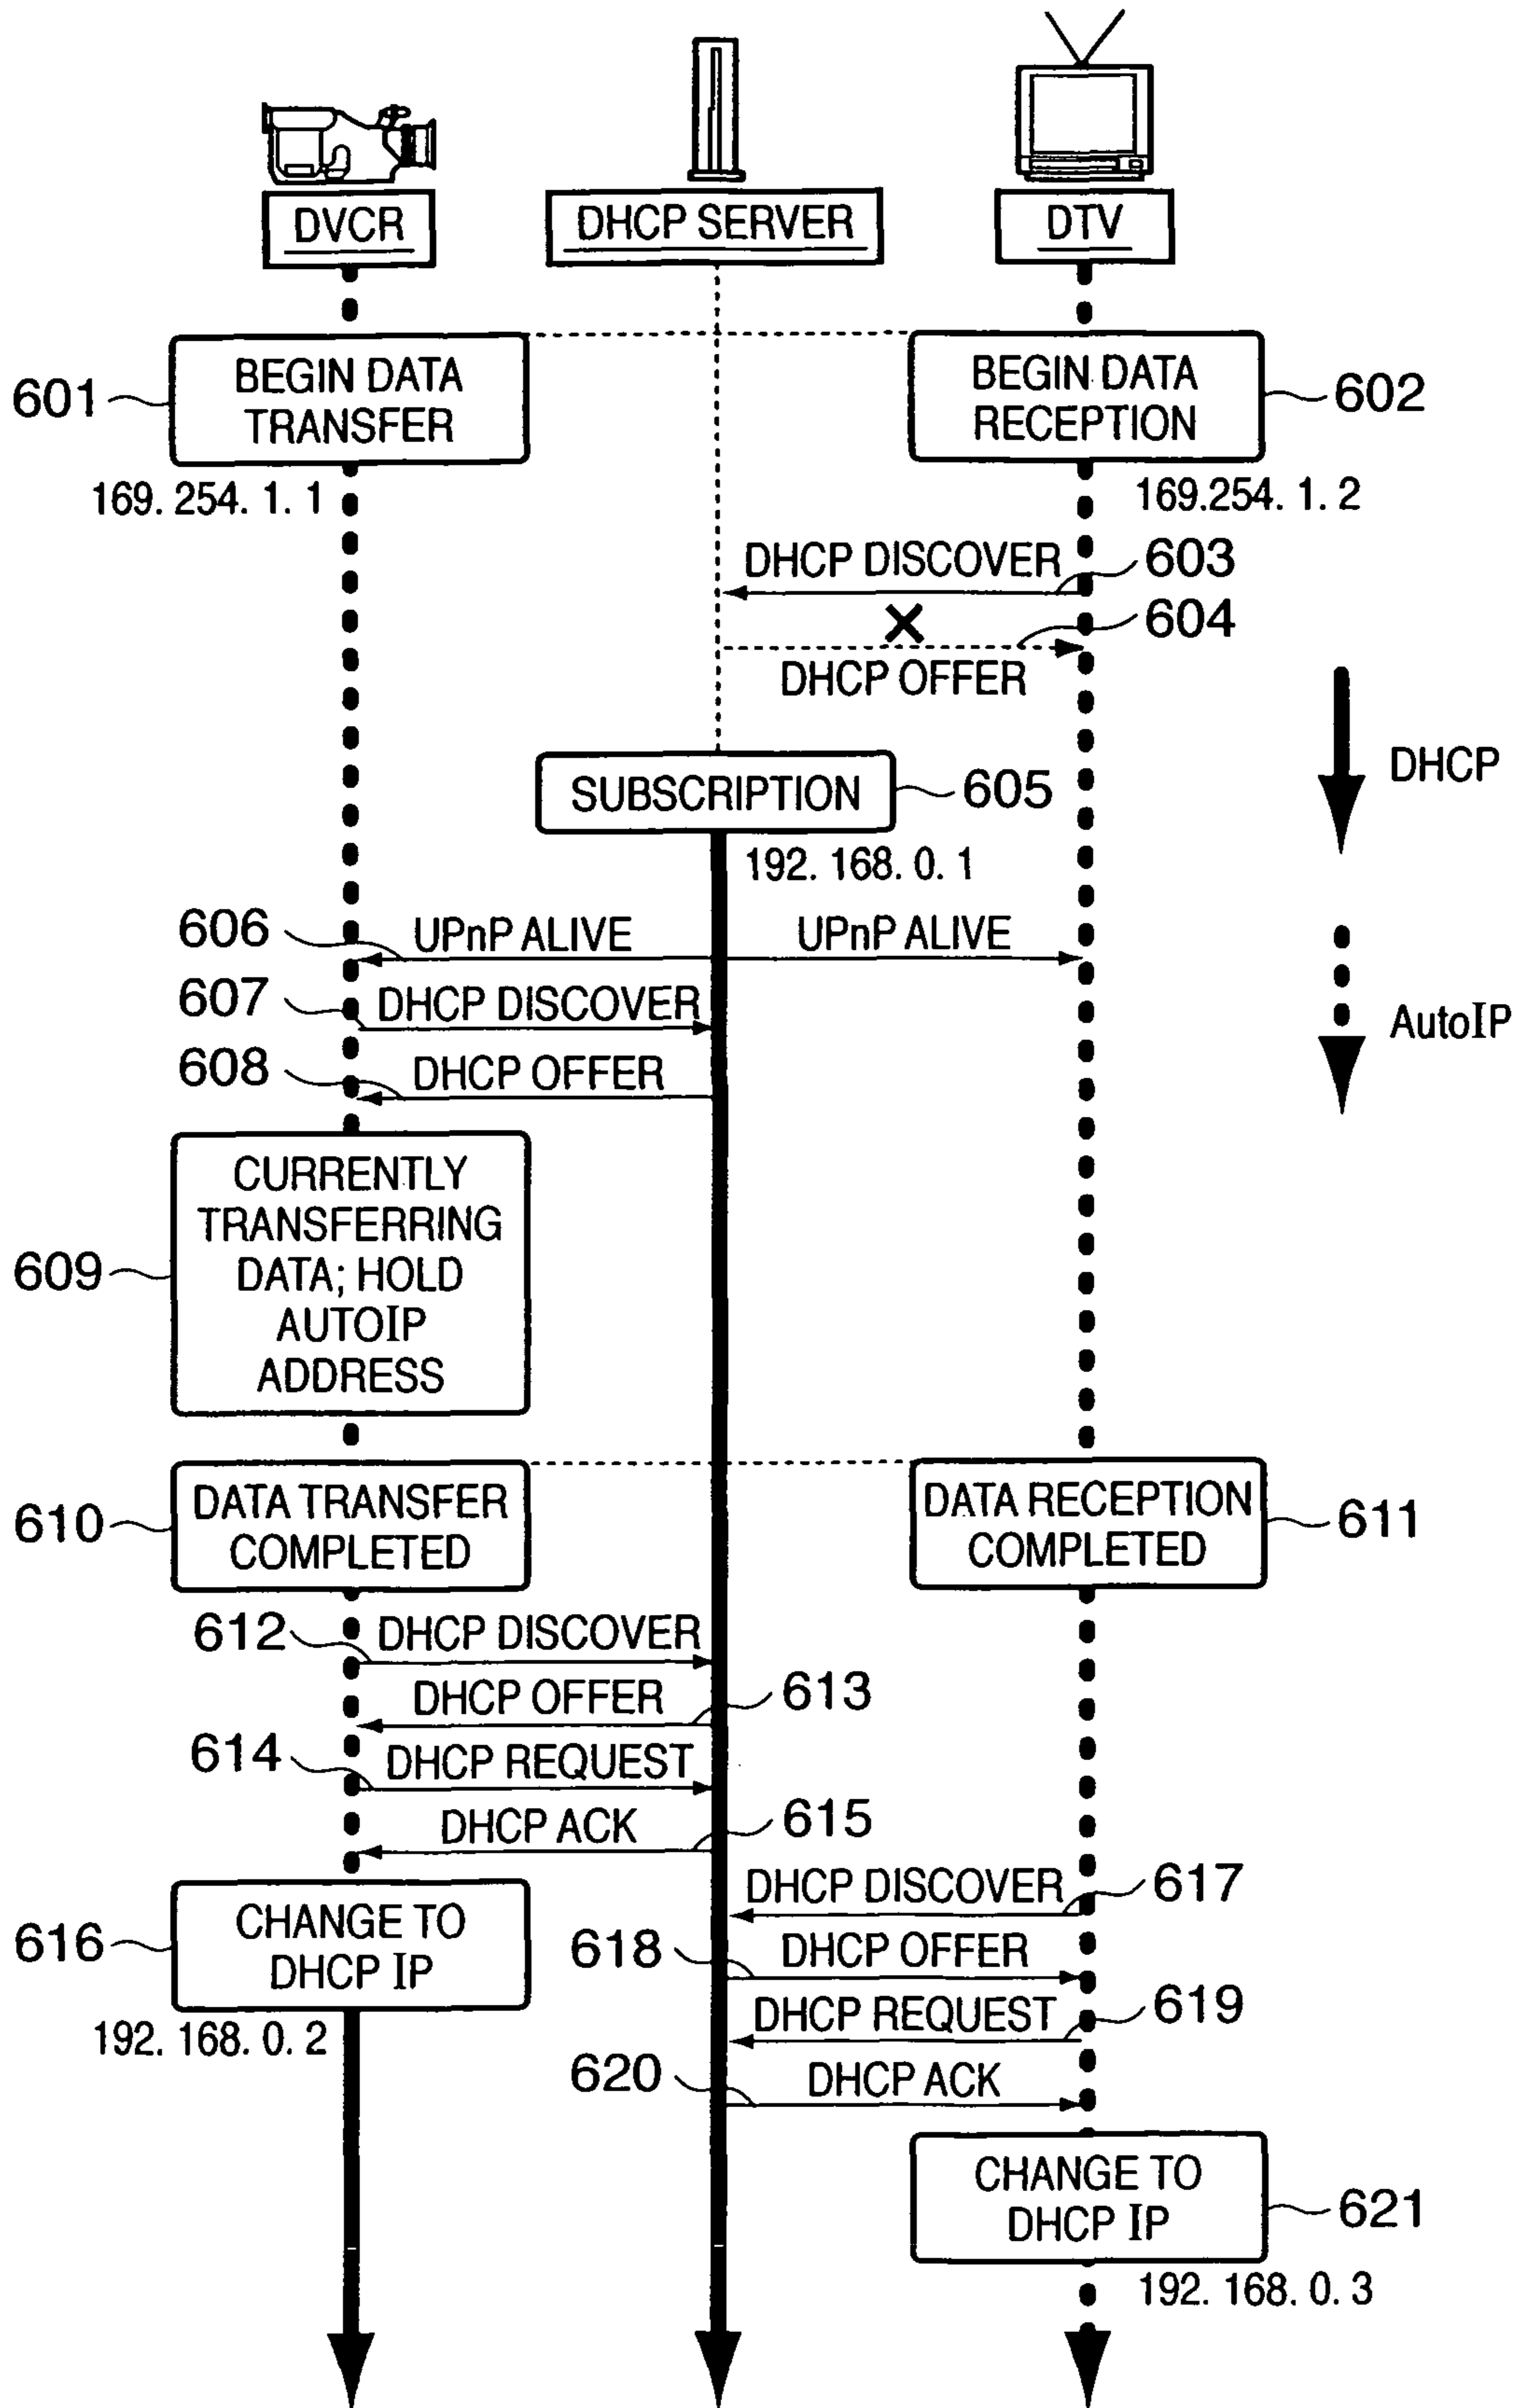 DVCR
DHCP SERVER
DTV
601
BEGIN DATA
TRANSFER
BEGIN DATA
RECEPTION
602
169. 254. 1. 1
169.254. 1. 2
DHCP DISCOVER
603
604
DHCP OFFER
DHCP
SUBSCRIPTION
605
192. 168. 0. 1
606
UPnP ALIVE
UPnP ALIVE
607
DHCP DISCOVER
AutoIP
608
DHCP OFFER
609
CURRENTLY
TRANSFERRING
DATA; HOLD
AUTOIP
ADDRESS
610
DATA TRANSFER
COMPLETED
DATA RECEPTION
COMPLETED
611
612
DHCP DISCOVER
DHCP OFFER
613
614
DHCP REQUEST
DHCP ACK
615
DHCP DISCOVER
617
616
CHANGE TO
DHCP IP
618
DHCP OFFER
192. 168. 0. 2
DHCP REQUEST
619
620
DHCP ACK
CHANGE TO
DHCP IP
621
192. 168. 0. 3